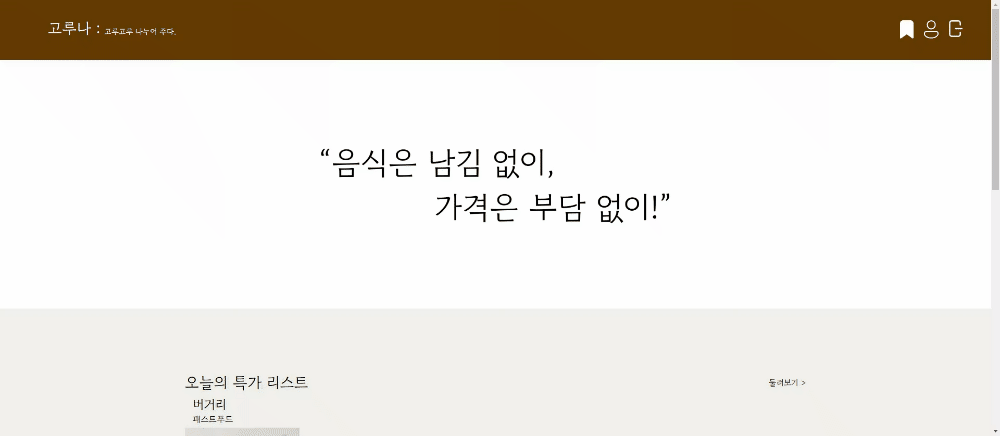 고루나 : 고루고루 나누어 주다.
“음식은 남김 없이,
가격은 부담 없이!”
오늘의 특가 리스트
둘러보기 >
버거리
패스트푸드